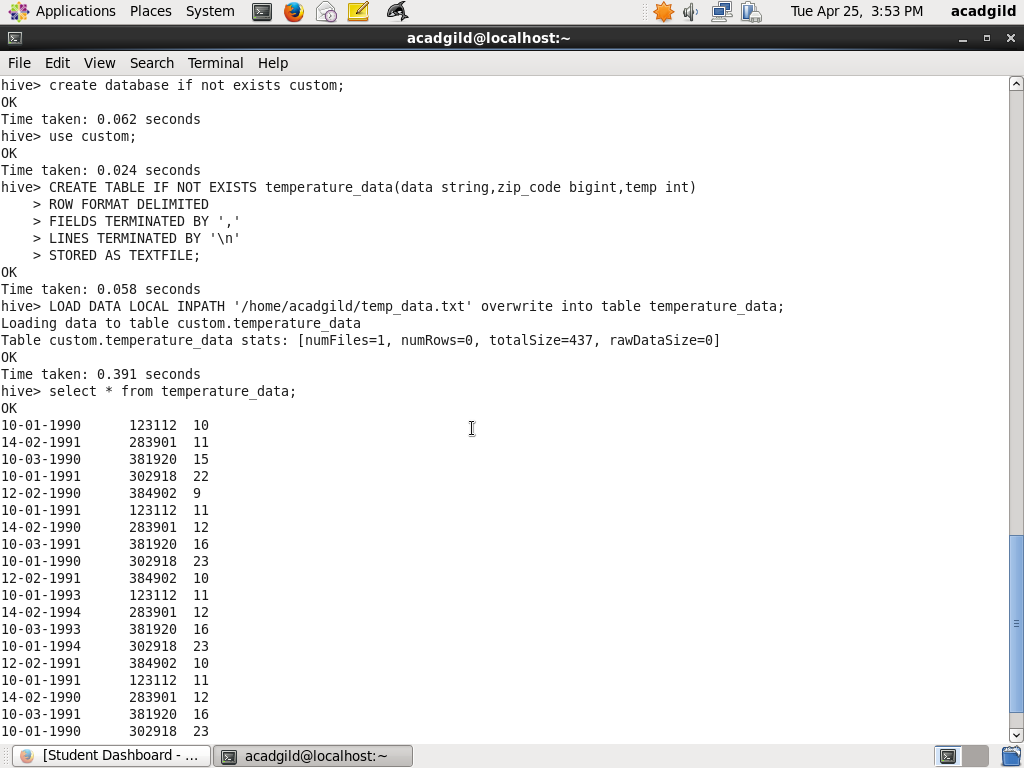 Applications Places System Tue Apr 25, 3:53 PM acadgild
acadgild@localhost:~
File Edit View Search Terminal Help
hive> create database if not exists custom;
OK
Time taken: 0.062 seconds
hive> use custom;
OK
Time taken: 0.024 seconds
hive> CREATE TABLE IF NOT EXISTS temperature_data(data string,zip_code bigint,temp int)
    > ROW FORMAT DELIMITED
    > FIELDS TERMINATED BY ','
    > LINES TERMINATED BY '\n'
    > STORED AS TEXTFILE;
OK
Time taken: 0.058 seconds
hive> LOAD DATA LOCAL INPATH '/home/acadgild/temp_data.txt' overwrite into table temperature_data;
Loading data to table custom.temperature_data
Table custom.temperature_data stats: [numFiles=1, numRows=0, totalSize=437, rawDataSize=0]
OK
Time taken: 0.391 seconds
hive> select * from temperature_data;
OK
10-01-1990      123112  10
14-02-1991      283901  11
10-03-1990      381920  15
10-01-1991      302918  22
12-02-1990      384902  9
10-01-1991      123112  11
14-02-1990      283901  12
10-03-1991      381920  16
10-01-1990      302918  23
12-02-1991      384902  10
10-01-1993      123112  11
14-02-1994      283901  12
10-03-1993      381920  16
10-01-1994      302918  23
12-02-1991      384902  10
10-01-1991      123112  11
14-02-1990      283901  12
10-03-1991      381920  16
10-01-1990      302918  23
[Student Dashboard - ... acadgild@localhost:~